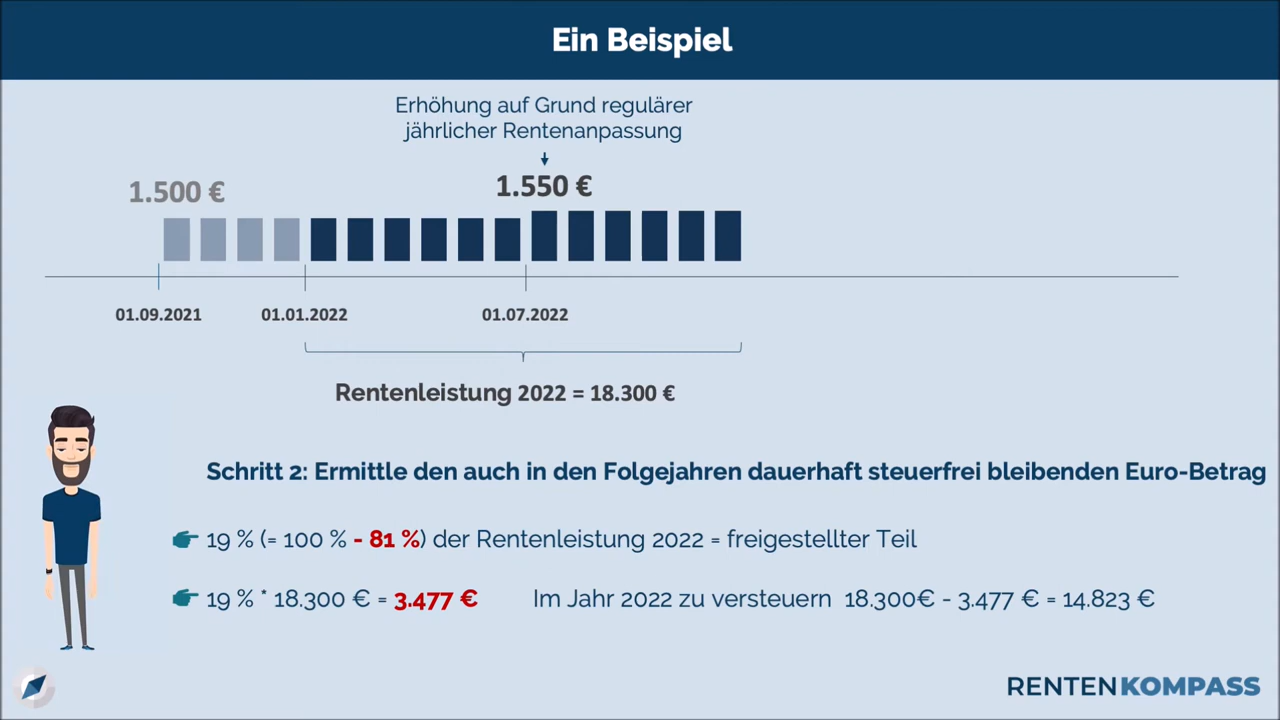 Ein Beispiel
Erhöhung auf Grund regulärer
jährlicher Rentenanpassung
1.500 €
1.550 €
01.09.2021
01.01.2022
01.07.2022
Rentenleistung 2022 = 18.300 €
Schritt 2: Ermittle den auch in den Folgejahren dauerhaft steuerfrei bleibenden Euro-Betrag
19 % (= 100 % - 81 %) der Rentenleistung 2022 = freigestellter Teil
19 % * 18.300 € = 3.477 € Im Jahr 2022 zu versteuern 18.300€ - 3.477 € = 14.823 €
RENTENKOMPASS